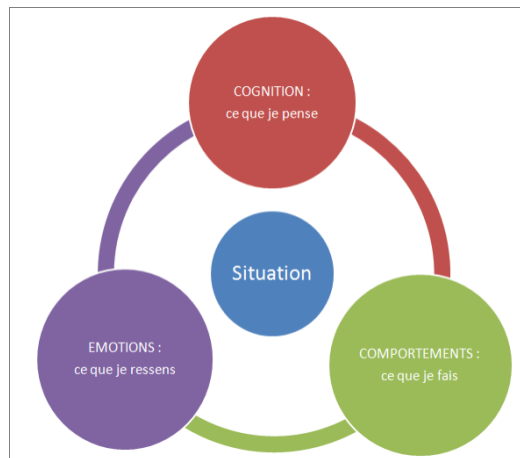 COGNITION :
ce que je pense
Situation
EMOTIONS :
ce que je ressens
COMPORTEMENTS :
ce que je fais